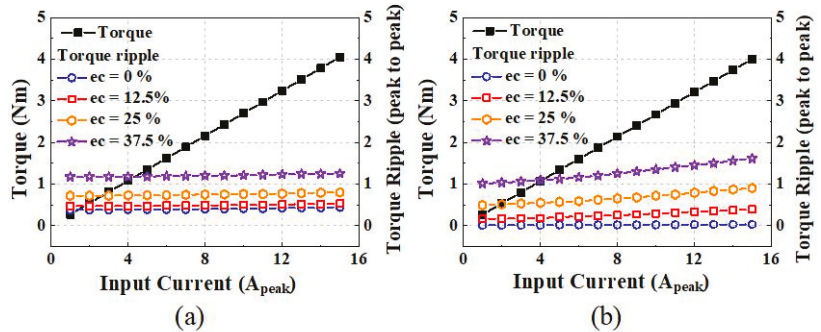 Torque
Torque ripple
ec = 0 %
ec = 12.5%
ec = 25 %
ec = 37.5 %
Torque (Nm)
Torque Ripple (peak to peak)
5
4
3
2
1
0
5
4
3
2
1
0
0
4
8
12
16
Input Current (Apeak)
(a)
Torque
Torque ripple
ec = 0 %
ec = 12.5%
ec = 25 %
ec = 37.5 %
Torque (Nm)
Torque Ripple (peak to peak)
5
4
3
2
1
0
5
4
3
2
1
0
0
4
8
12
16
Input Current (Apeak)
(b)